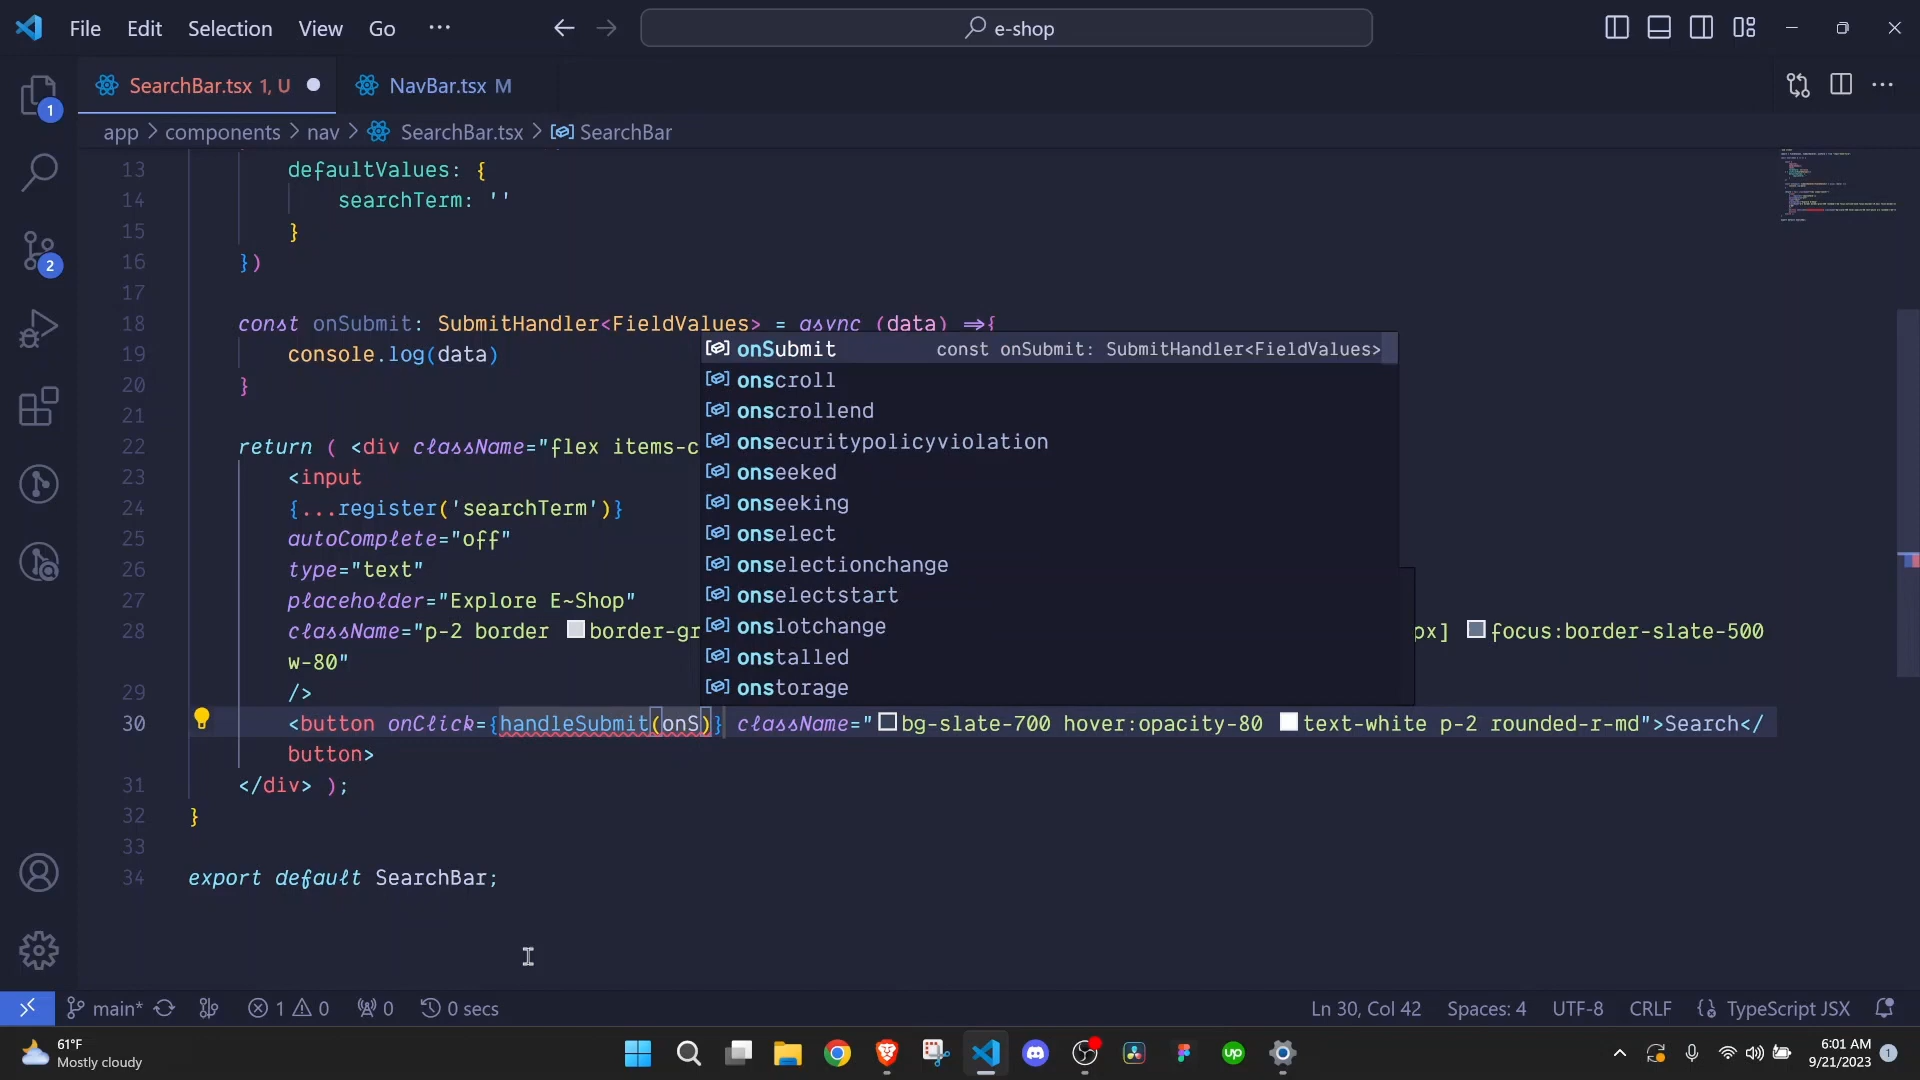 File Edit Selection View Go ··· e-shop
SearchBar.tsx 1, U NavBar.tsx M
app > components > nav > SearchBar.tsx > SearchBar
13 defaultValues: {
14 searchTerm: ''
15 }
16 })
17
18 const onSubmit: SubmitHandler<FieldValues> = async (data) =>{
19 console.log(data)
20 }
21
22 return ( <div className="flex items-c
23 <input
24 {...register('searchTerm')}
25 autoComplete="off"
26 type="text"
27 placeholder="Explore E~Shop"
28 className="p-2 border border-gr px] focus:border-slate-500
w-80"
29 />
30 <button onClick={handleSubmit(onS)} className="bg-slate-700 hover:opacity-80 text-white p-2 rounded-r-md">Search</
button>
31 </div> );
32 }
33
34 export default SearchBar;
onSubmit const onSubmit: SubmitHandler<FieldValues>
onscroll
onscrollend
onsecuritypolicyviolation
onseeked
onseeking
onselect
onselectionchange
onselectstart
onslotchange
onstalled
onstorage
1
2
main* 1 0 0 0 secs Ln 30, Col 42 Spaces: 4 UTF-8 CRLF TypeScript JSX
61°F
Mostly cloudy
up
6:01 AM
9/21/2023
1